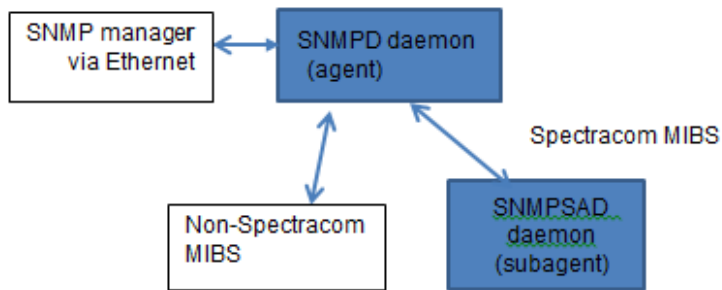 SNMP manager
via Ethernet
SNMPD daemon
(agent)
Spectracom MIBS
Non-Spectracom
MIBS
SNMPSAD
daemon
(subagent)